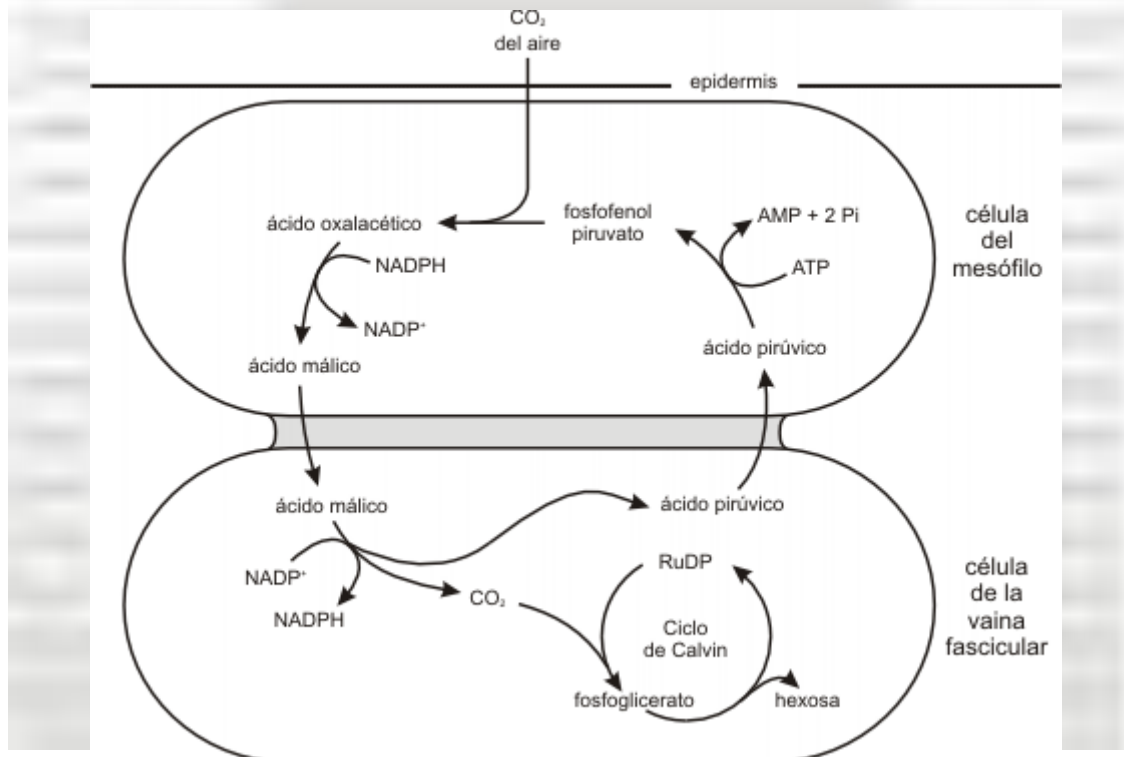 CO₂
del aire
epidermis
ácido oxalacético
fosfofenol
piruvato
AMP + 2 Pi
célula
del
mesófilo
NADPH
ATP
NADP⁺
ácido málico
ácido pirúvico
ácido málico
ácido pirúvico
NADP⁺
NADPH
CO₂
RuDP
Ciclo
de Calvin
célula
de la
vaina
fascicular
fosfoglicerato
hexosa